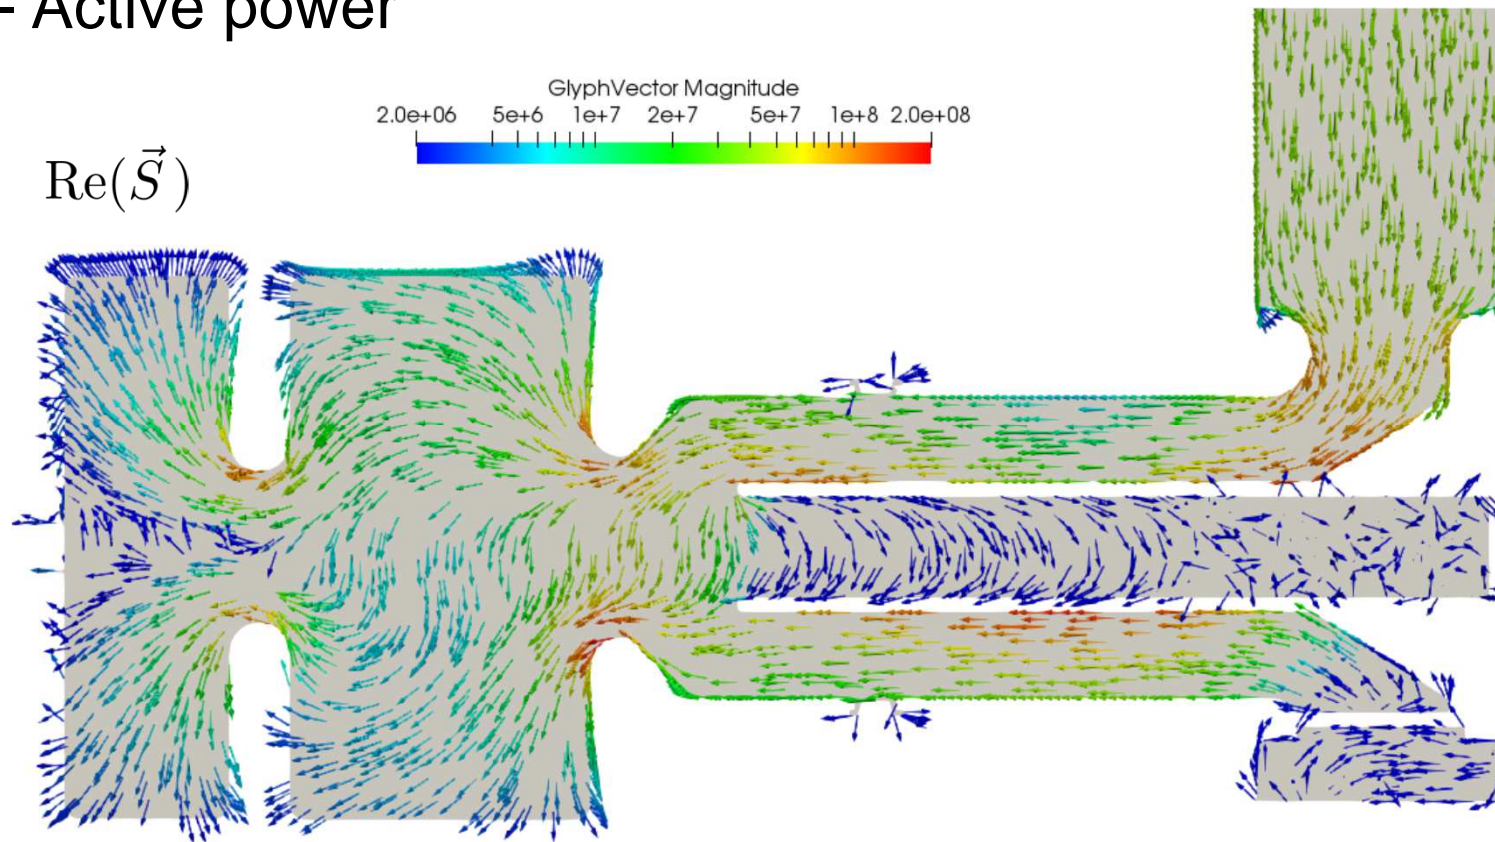 - Active power
GlyphVector Magnitude
2.0e+06 5e+6 1e+7 2e+7 5e+7 1e+8 2.0e+08
Re(S⃗)